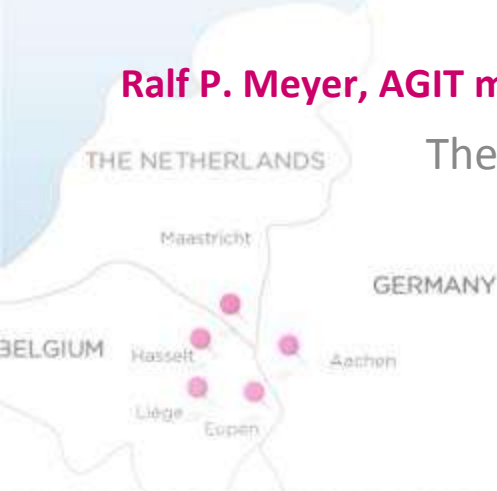 Ralf P. Meyer, AGIT m
The
THE NETHERLANDS
Maastricht
GERMANY
BELGIUM
Hasselt
Aachen
Liège
Eupen